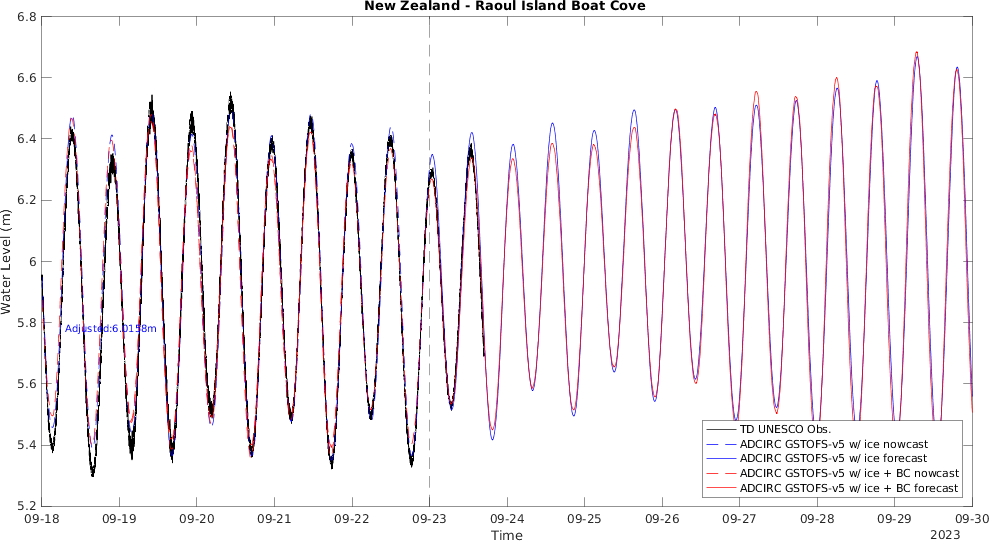 New Zealand - Raoul Island Boat Cove
6.8
6.6
6.4
6.2
6
5.8
5.6
5.4
5.2
Water Level (m)
Adjusted:6.0158m
TD UNESCO Obs.
ADCIRC GSTOFS-v5 w/ ice nowcast
ADCIRC GSTOFS-v5 w/ ice forecast
ADCIRC GSTOFS-v5 w/ ice + BC nowcast
ADCIRC GSTOFS-v5 w/ ice + BC forecast
09-18 09-19 09-20 09-21 09-22 09-23 09-24 09-25 09-26 09-27 09-28 09-29 09-30
Time
2023